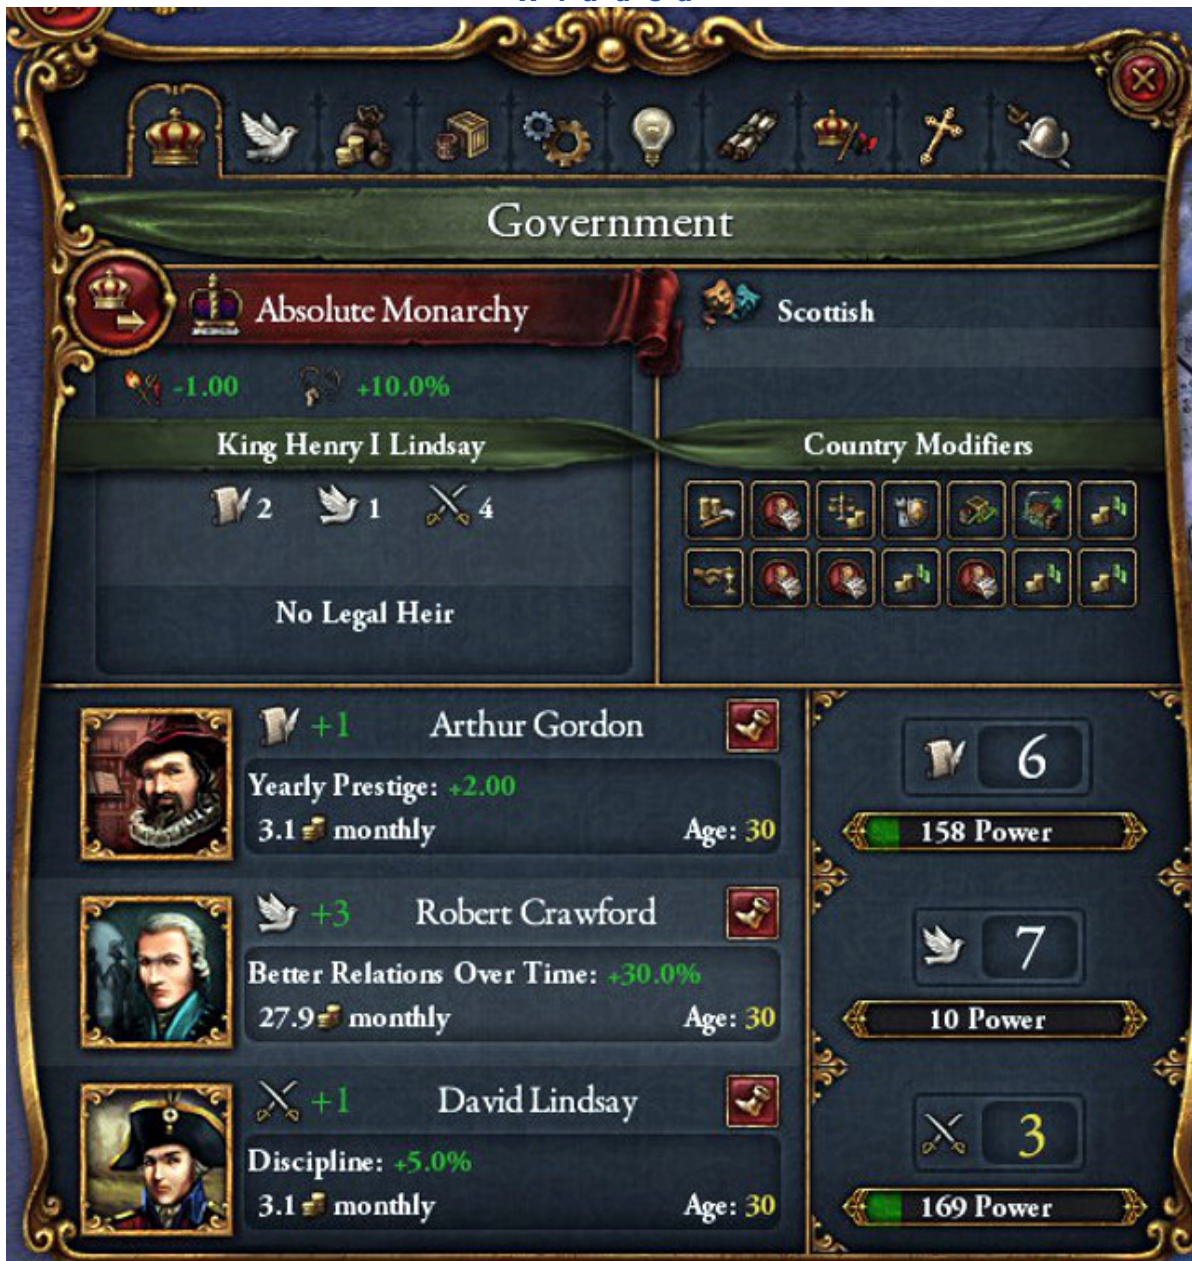 Government
Absolute Monarchy
Scottish
-1.00 +10.0%
King Henry I Lindsay
Country Modifiers
2 1 4
No Legal Heir
+1 Arthur Gordon
Yearly Prestige: +2.00
3.1 monthly Age: 30
6
158 Power
+3 Robert Crawford
Better Relations Over Time: +30.0%
27.9 monthly Age: 30
7
10 Power
+1 David Lindsay
Discipline: +5.0%
3.1 monthly Age: 30
3
169 Power